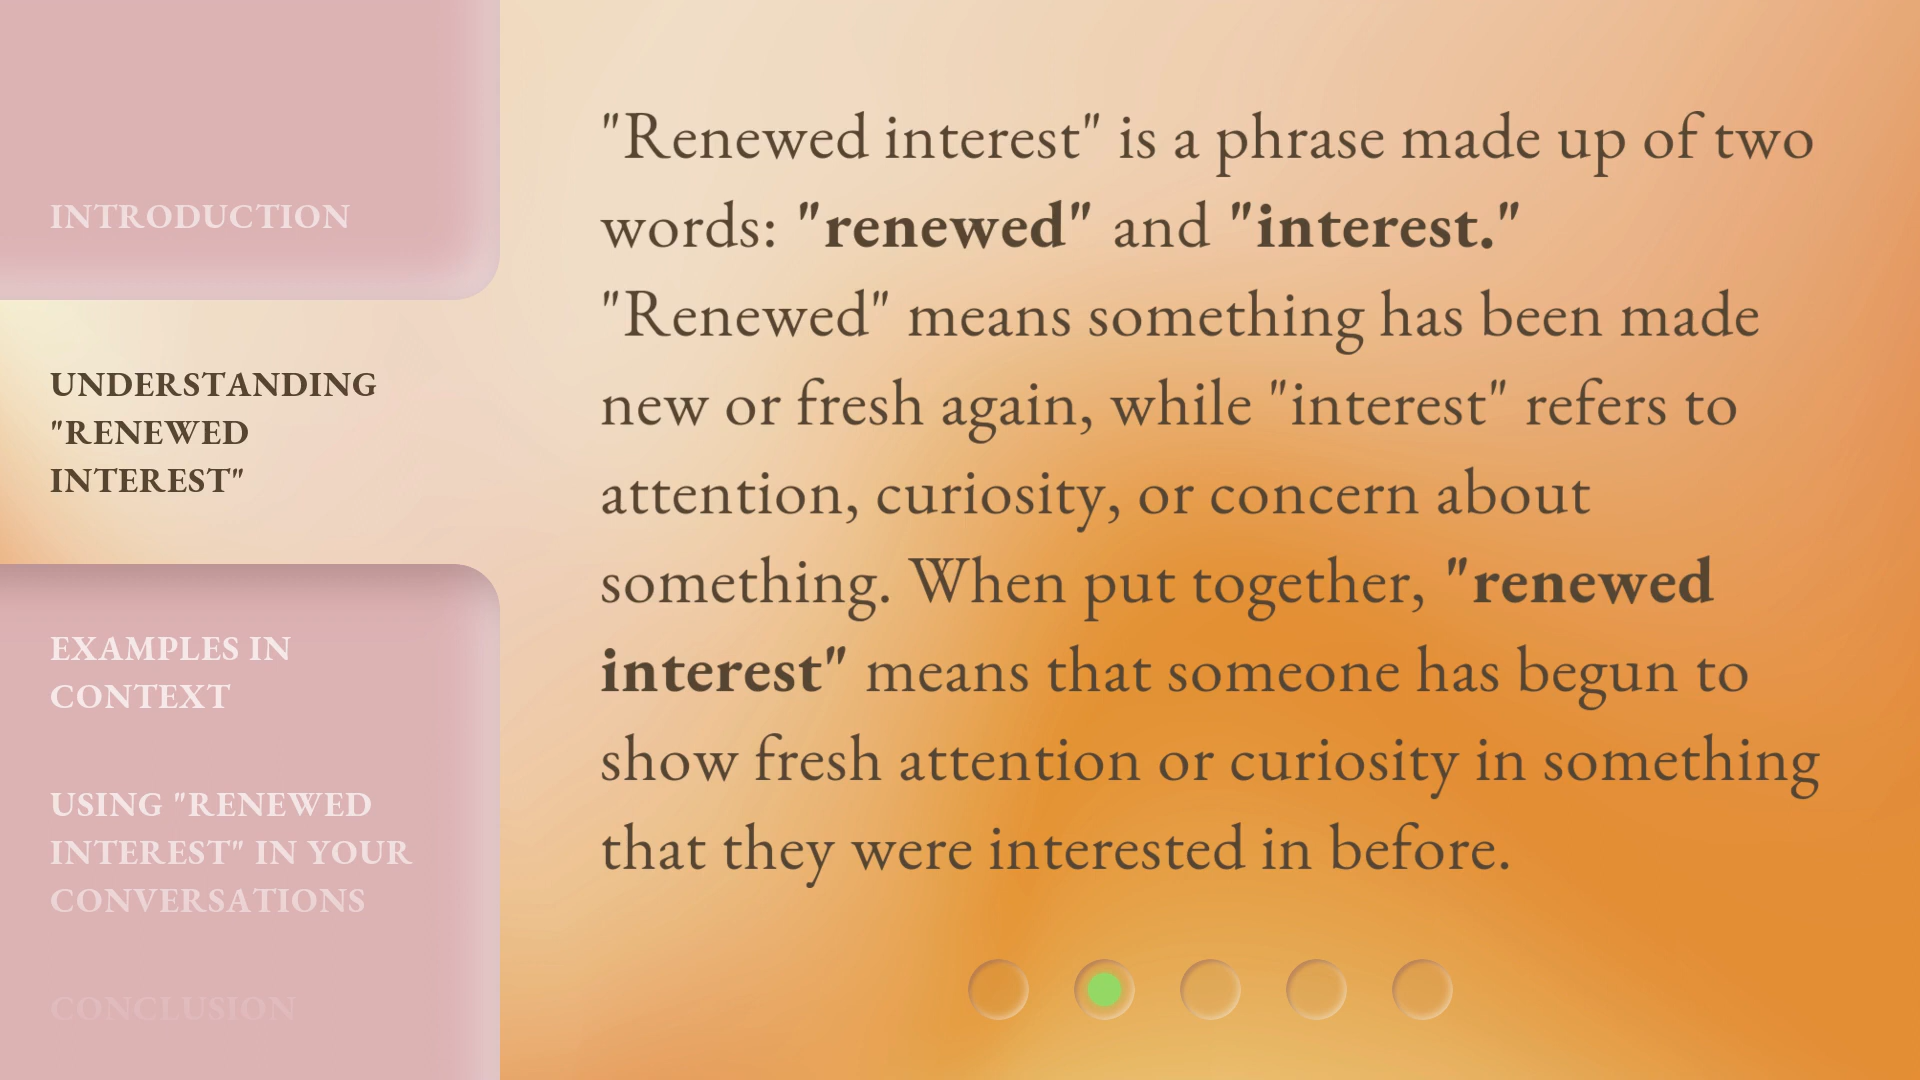 INTRODUCTION
UNDERSTANDING
"RENEWED
INTEREST"
EXAMPLES IN
CONTEXT
USING "RENEWED
INTEREST" IN YOUR
CONVERSATIONS
CONCLUSION
"Renewed interest" is a phrase made up of two
words: "renewed" and "interest."
"Renewed" means something has been made
new or fresh again, while "interest" refers to
attention, curiosity, or concern about
something. When put together, "renewed
interest" means that someone has begun to
show fresh attention or curiosity in something
that they were interested in before.